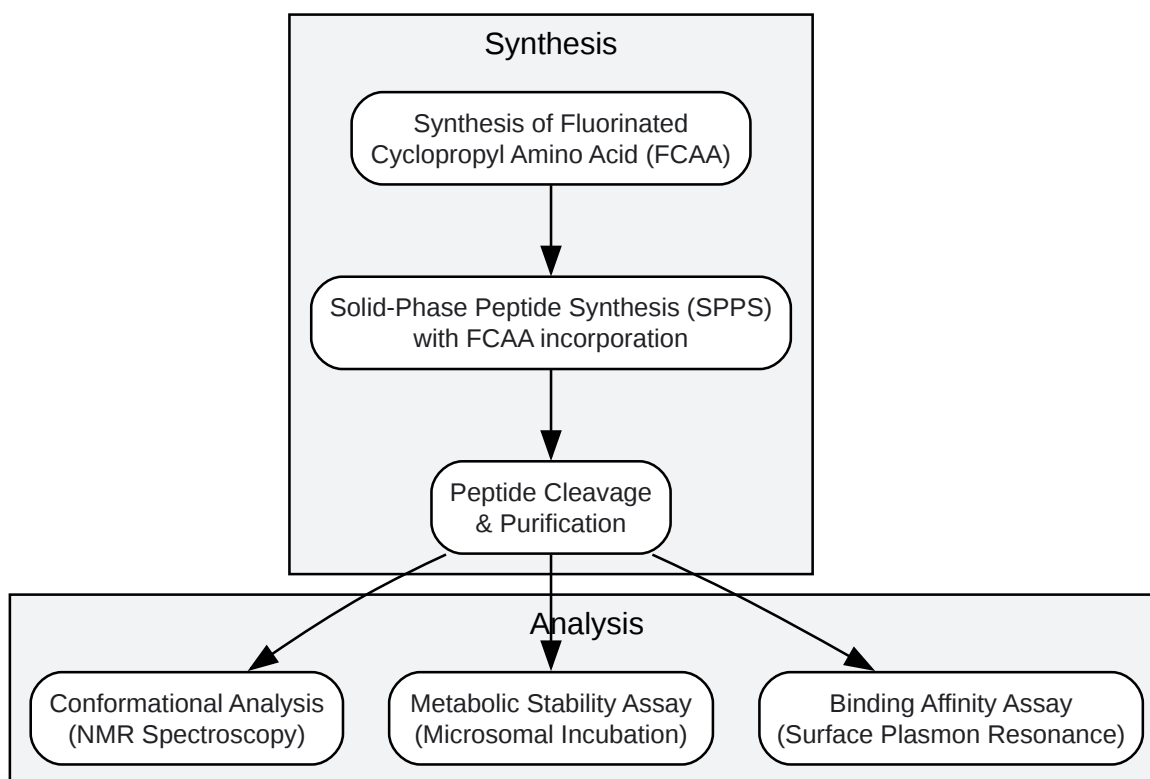 Synthesis
Synthesis of Fluorinated
Cyclopropyl Amino Acid (FCAA)
Solid-Phase Peptide Synthesis (SPPS)
with FCAA incorporation
Peptide Cleavage
& Purification
Analysis
Conformational Analysis
(NMR Spectroscopy)
Metabolic Stability Assay
(Microsomal Incubation)
Binding Affinity Assay
(Surface Plasmon Resonance)